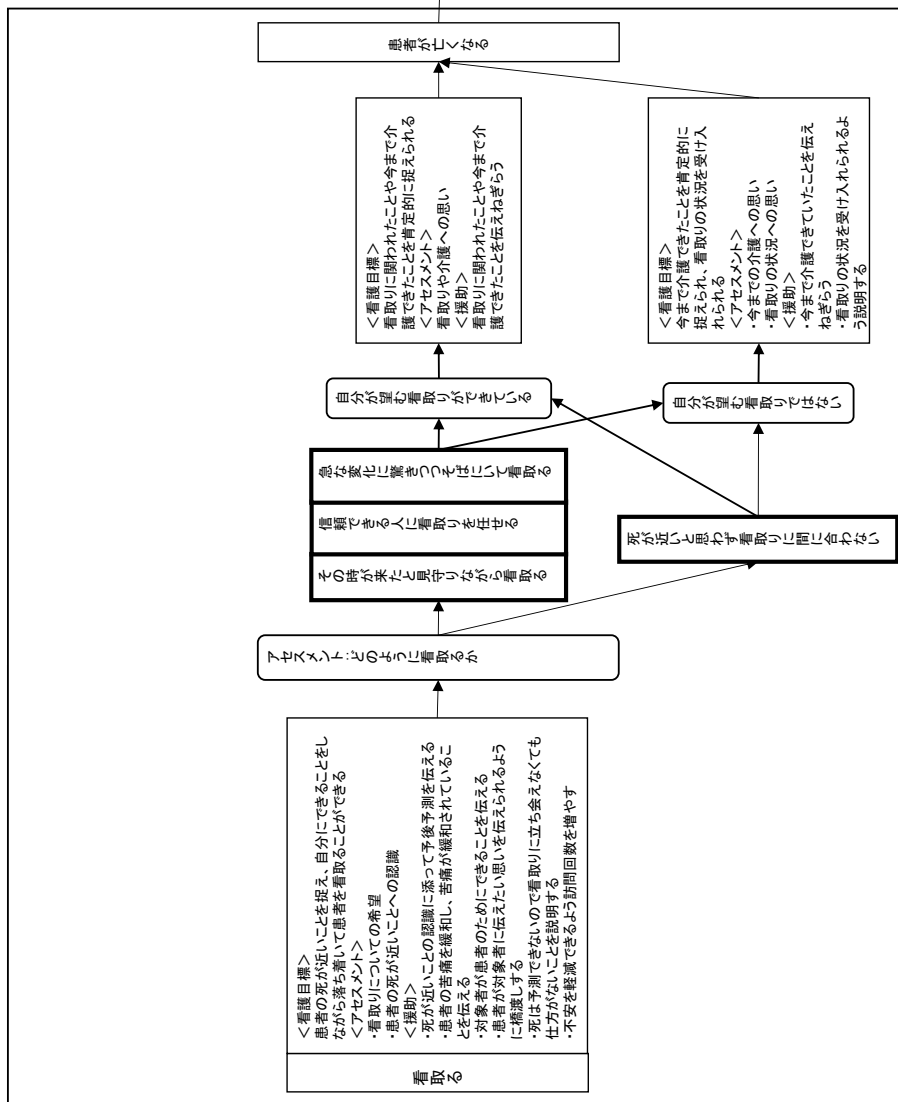 看取る
<看護目標>
患者の死が近いことを捉え、自分にできることをし
ながら落ち着いて患者を看取ることができる
<アセスメント>
・看取りについての希望
・患者の死が近いことへの認識
<援助>
・死が近いことの認識に添って予後予測を伝える
・患者の苦痛を緩和し、苦痛が緩和されているこ
とを伝える
・対象者が患者のためにできることを伝える
・患者が対象者に伝えたい思いを伝えられるよう
に橋渡しする
・死は予測できないので看取りに立ち会えなくても
仕方がないことを説明する
・不安を軽減できるよう訪問回数を増やす
アセスメント:どのように看取るか
その時が来たと見守りながら看取る
信頼できる人に看取りを任せる
急な変化に驚きつつそばにいて看取る
死が近いと思わず看取りに間に合わない
自分が望む看取りができている
自分が望む看取りではない
<看護目標>
看取りに関われたことや今まで介
護できたことを肯定的に捉えられる
<アセスメント>
看取りや介護への思い
<援助>
看取りに関われたことや今まで介
護できたことを伝えねぎらう
<看護目標>
今まで介護できたことを肯定的に
捉えられ、看取りの状況を受け入
れられる
<アセスメント>
・今までの介護への思い
・看取りの状況への思い
<援助>
・今まで介護できていたことを伝え
ねぎらう
・看取りの状況を受け入れられるよ
う説明する
患者が亡くなる